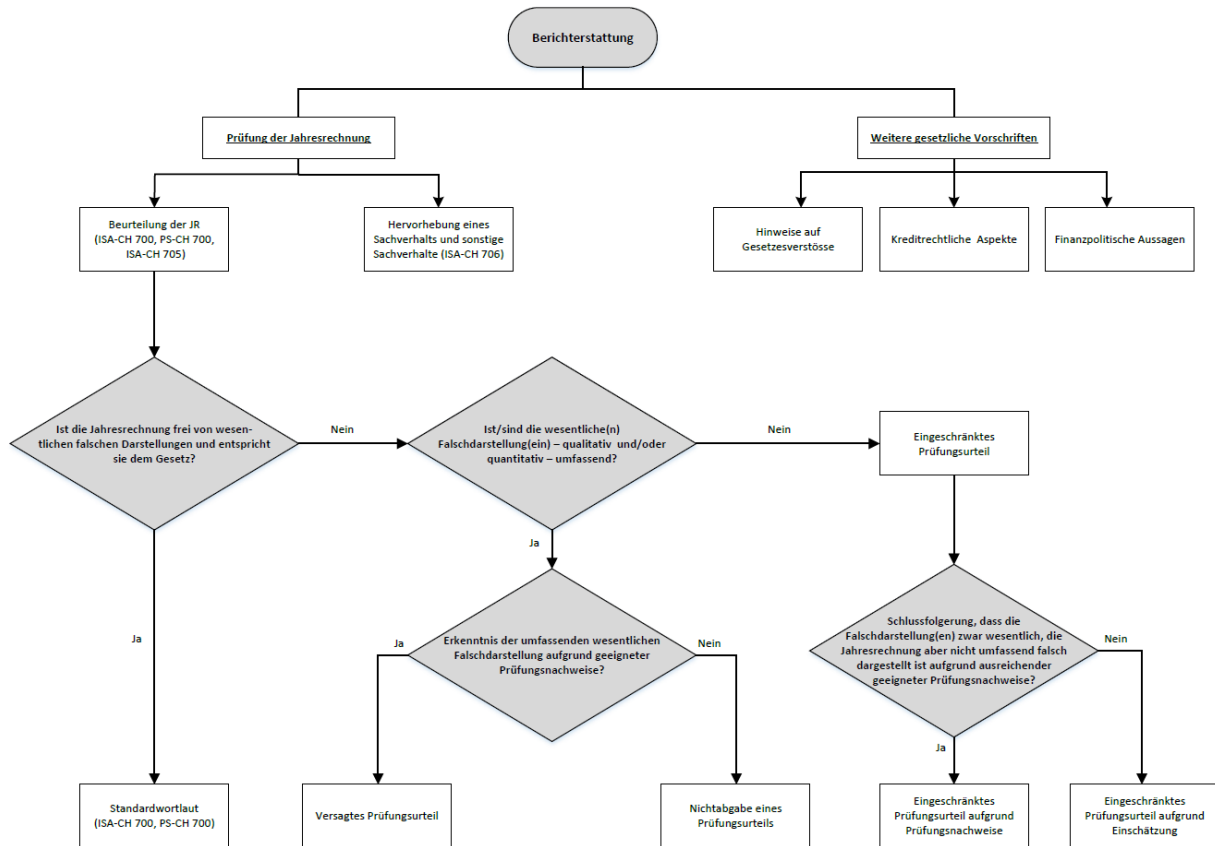 Berichterstattung
Prüfung der Jahresrechnung
Weitere gesetzliche Vorschriften
Beurteilung der JR
(ISA-CH 700, PS-CH 700,
ISA-CH 705)
Hervorhebung eines
Sachverhalts und sonstige
Sachverhalte (ISA-CH 706)
Hinweise auf
Gesetzesverstösse
Kreditrechtliche Aspekte
Finanzpolitische Aussagen
Ist die Jahresrechnung frei von wesen-
tlichen falschen Darstellungen und entspricht
sie dem Gesetz?
Nein
Ist/sind die wesentliche(n)
Falschdarstellung(ein) – qualitativ und/oder
quantitativ – umfassend?
Nein
Eingeschränktes
Prüfungsurteil
Ja
Ja
Erkenntnis der umfassenden wesentlichen
Falschdarstellung aufgrund geeigneter
Prüfungsnachweise?
Ja
Nein
Schlussfolgerung, dass die
Falschdarstellung(en) zwar wesentlich, die
Jahresrechnung aber nicht umfassend falsch
dargestellt ist aufgrund ausreichender
geeigneter Prüfungsnachweise?
Nein
Ja
Standardwortlaut
(ISA-CH 700, PS-CH 700)
Versagtes Prüfungsurteil
Nichtabgabe eines
Prüfungsurteils
Eingeschränktes
Prüfungsurteil aufgrund
Prüfungsnachweise
Eingeschränktes
Prüfungsurteil aufgrund
Einschätzung